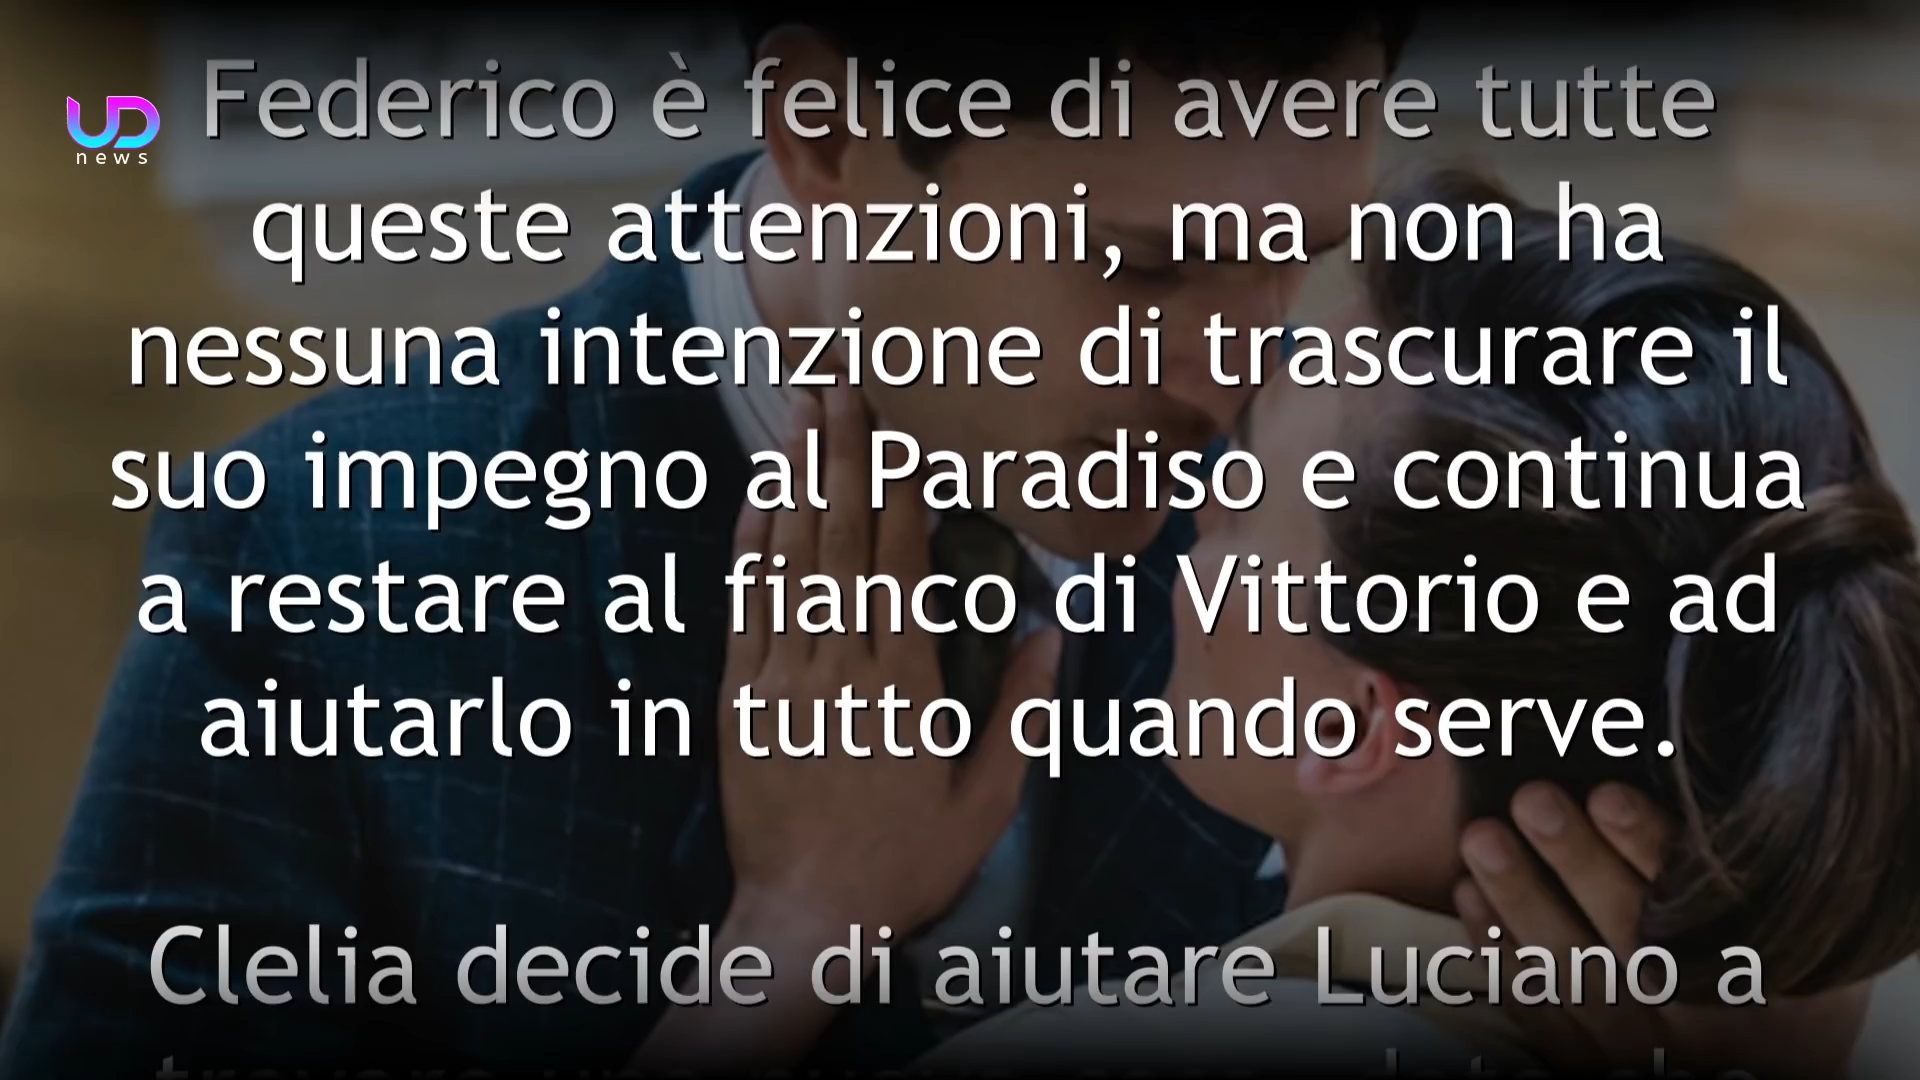 UD
news
Federico è felice di avere tutte
queste attenzioni, ma non ha
nessuna intenzione di trascurare il
suo impegno al Paradiso e continua
a restare al fianco di Vittorio e ad
aiutarlo in tutto quando serve.
Clelia decide di aiutare Luciano a